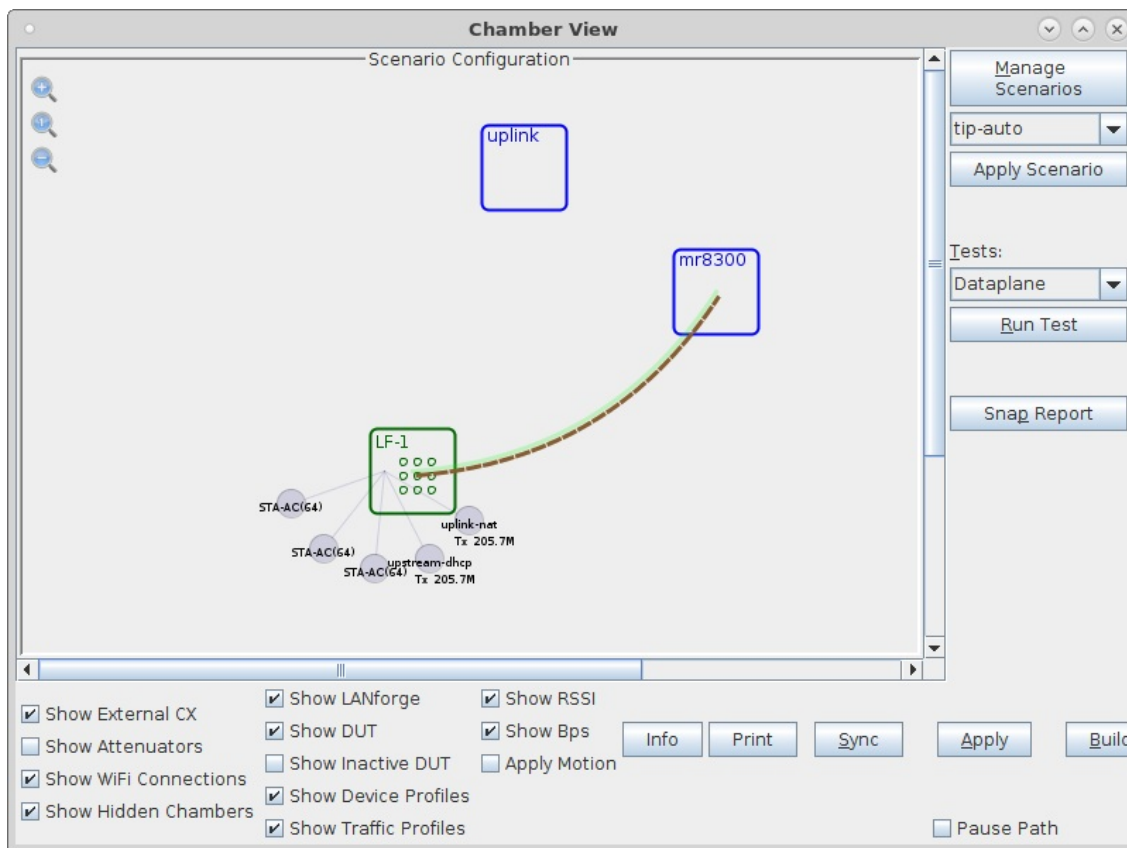 Chamber View
Scenario Configuration
uplink
mr8300
LF-1
STA-AC(64)
STA-AC(64)
STA-AC(64)
upstream-dhcp
Tx 205.7M
uplink-nat
Tx 205.7M
Manage
Scenarios
tip-auto
Apply Scenario
Tests:
Dataplane
Run Test
Snap Report
Show External CX
Show Attenuators
Show WiFi Connections
Show Hidden Chambers
Show LANforge
Show DUT
Show Inactive DUT
Show Device Profiles
Show Traffic Profiles
Show RSSI
Show Bps
Apply Motion
Info
Print
Sync
Apply
Build
Pause Path